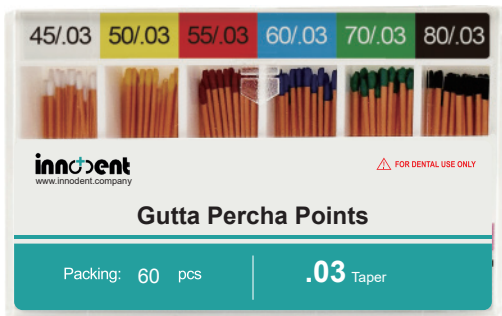 45/.03 50/.03 55/.03 60/.03 70/.03 80/.03
innodent
www.innodent.company
FOR DENTAL USE ONLY
Gutta Percha Points
Packing: 60 pcs
.03 Taper